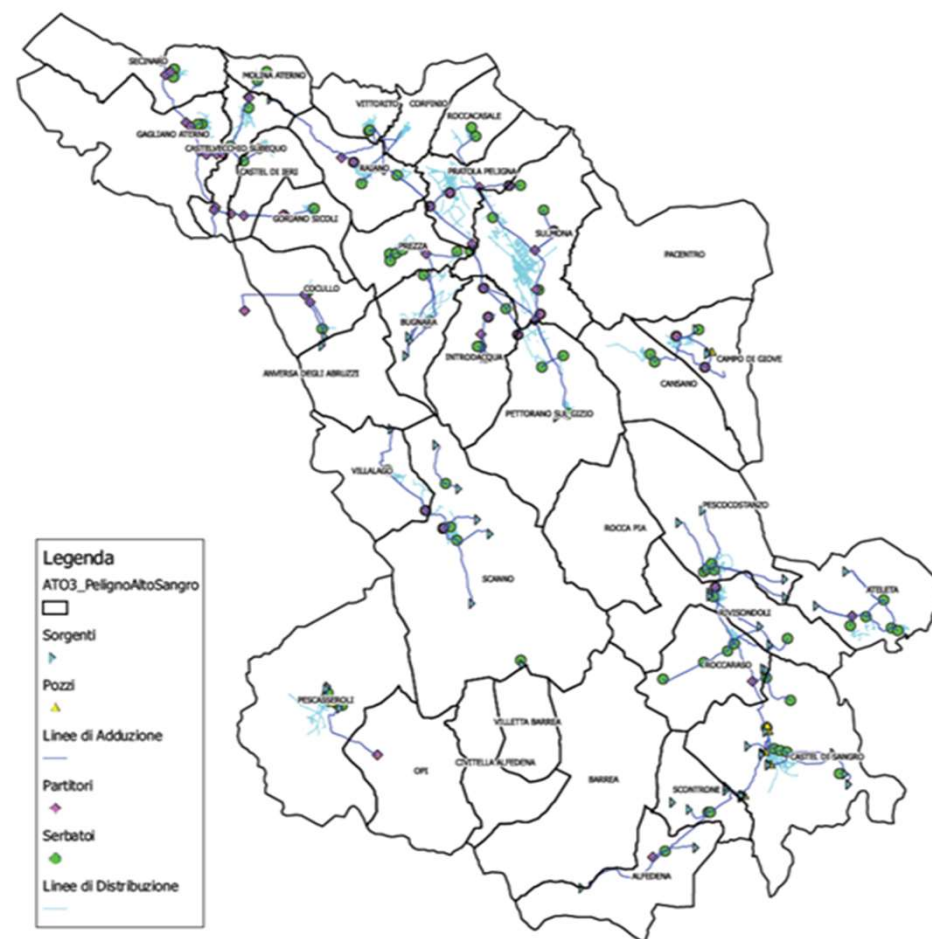 SECINARO
MOLINA ATERNO
VITTORITO
CORFINIO
ROCCACASALE
GAGLIANO ATERNO
CASTELVECCHIO SUBEQUO
CASTEL DI IERI
RAIANO
PRATOLA PELIGNA
GORIANO SICOLI
SULMONA
PREZZA
PACENTRO
COCULLO
BUGNARA
INTRODACQUA
CAMPO DI GIOVE
ANVERSA DEGLI ABRUZZI
CANSANO
PETTORANO SUL GIZIO
VILLALAGO
PESCOCOSTANZO
ROCCA PIA
SCANNO
ATELETA
RIVISONDOLI
ROCCARASO
PESCASSEROLI
VILLETTA BARREA
OPI
CIVITELLA ALFEDENA
BARREA
CASTEL DI SANGRO
SCONTRONE
ALFEDENA
Legenda
ATO3_PelignoAltoSangro
Sorgenti
Pozzi
Linee di Adduzione
Partitori
Serbatoi
Linee di Distribuzione